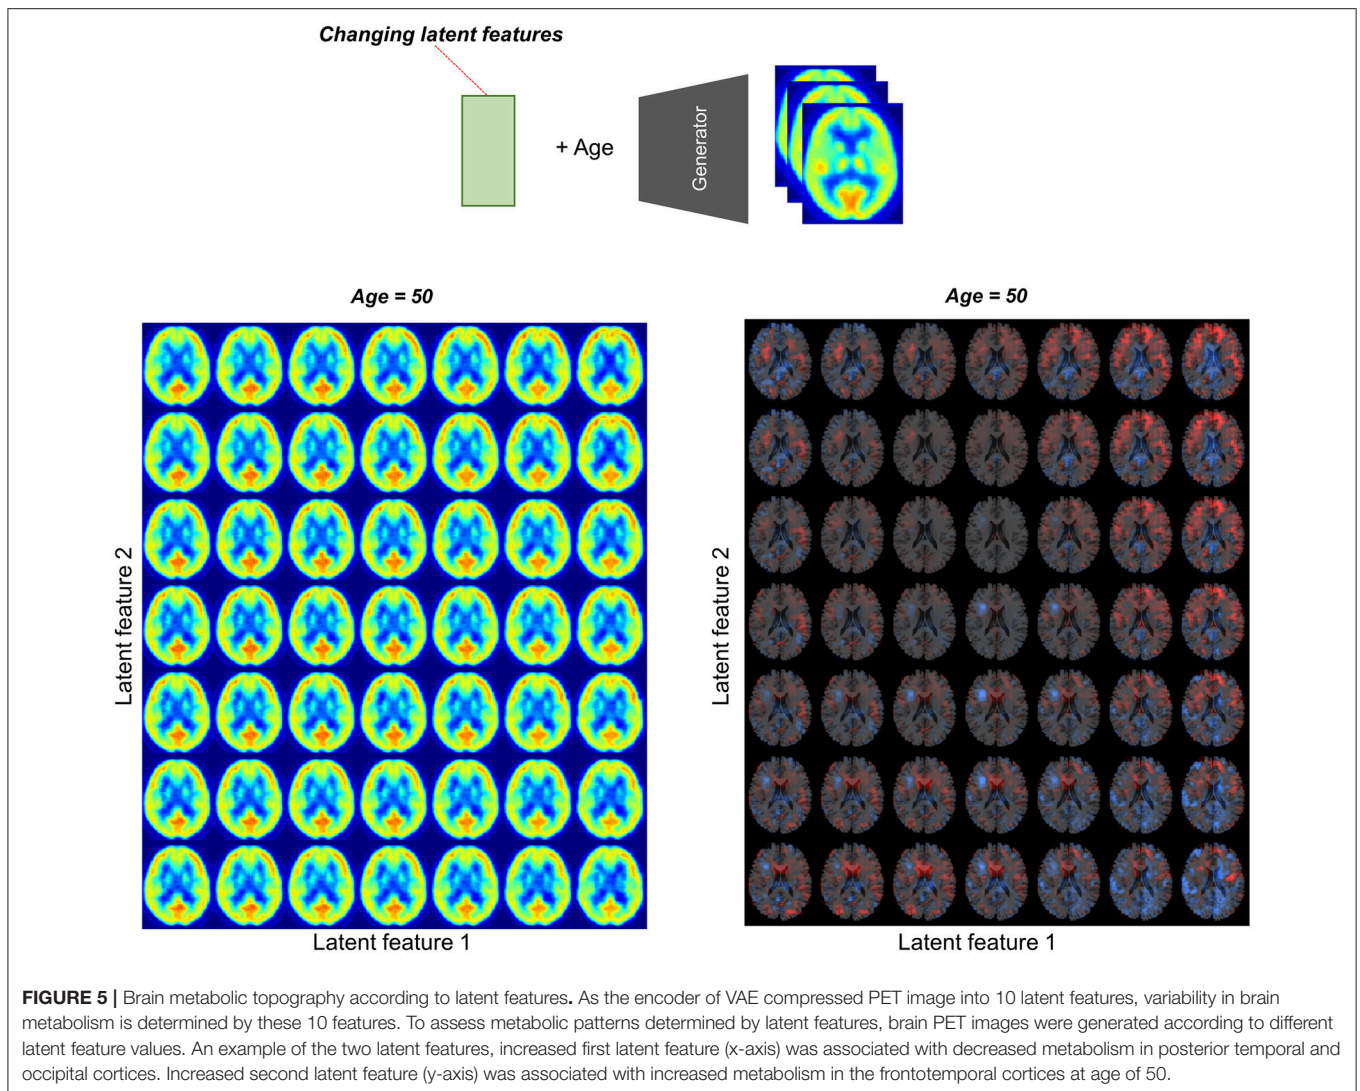 Changing latent features
+ Age
Generator
Age = 50
Age = 50
Latent feature 2
Latent feature 1
Latent feature 2
Latent feature 1
FIGURE 5 | Brain metabolic topography according to latent features. As the encoder of VAE compressed PET image into 10 latent features, variability in brain
metabolism is determined by these 10 features. To assess metabolic patterns determined by latent features, brain PET images were generated according to different
latent feature values. An example of the two latent features, increased first latent feature (x-axis) was associated with decreased metabolism in posterior temporal and
occipital cortices. Increased second latent feature (y-axis) was associated with increased metabolism in the frontotemporal cortices at age of 50.